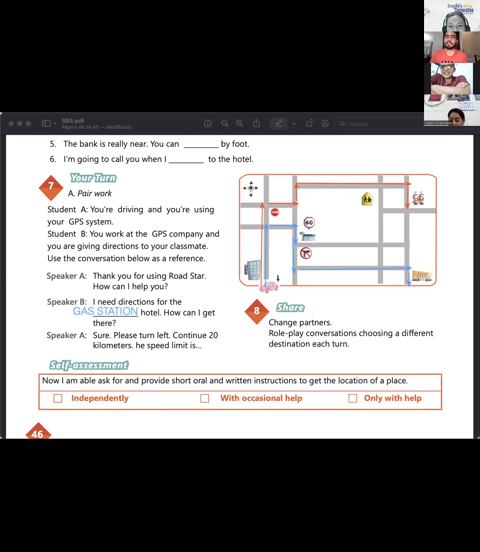 SB3.pdf
5. The bank is really near. You can ________ by foot.
6. I'm going to call you when I ________ to the hotel.
7 Your Turn
A. Pair work
Student A: You're driving and you're using
your GPS system.
Student B: You work at the GPS company and
you are giving directions to your classmate.
Use the conversation below as a reference.
Speaker A: Thank you for using Road Star.
How can I help you?
Speaker B: I need directions for the
GAS STATION hotel. How can I get
there?
Speaker A: Sure. Please turn left. Continue 20
kilometers. he speed limit is...
60
8 Share
Change partners.
Role-play conversations choosing a different
destination each turn.
Self-assessment
Now I am able ask for and provide short oral and written instructions to get the location of a place.
Independently
With occasional help
Only with help
46